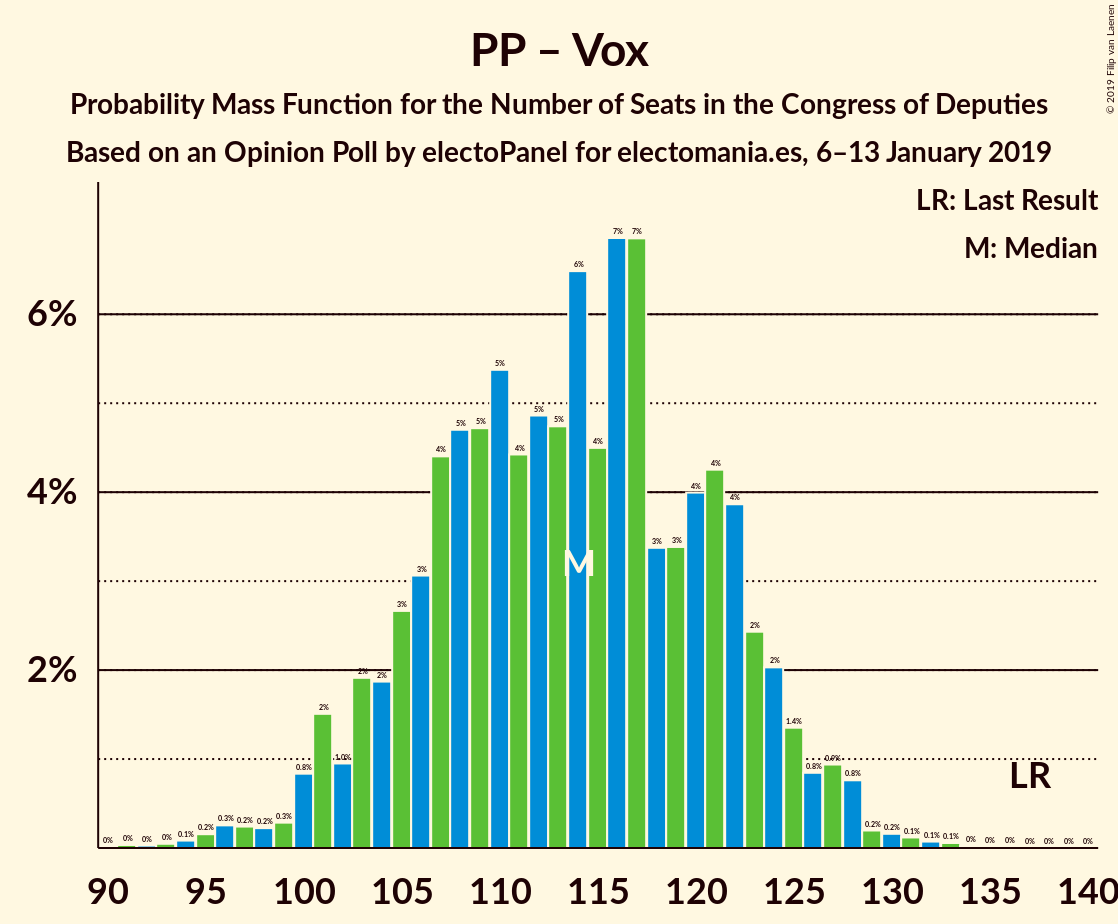 PP – Vox
Probability Mass Function for the Number of Seats in the Congress of Deputies
Based on an Opinion Poll by electoPanel for electomania.es, 6–13 January 2019
© 2019 Filip van Laenen
LR: Last Result
M: Median
6%
4%
2%
0% 0% 0% 0% 0.1% 0.2% 0.3% 0.2% 0.2% 0.3% 0.8% 2% 1.0% 2% 2% 3% 3% 4% 5% 5% 5% 4% 5% 5% 6% 4% 7% 7% 3% 3% 4% 4% 4% 2% 2% 1.4% 0.8% 0.9% 0.8% 0.2% 0.2% 0.1% 0.1% 0.1% 0% 0% 0% 0% 0% 0% 0%
M
LR
90 95 100 105 110 115 120 125 130 135 140